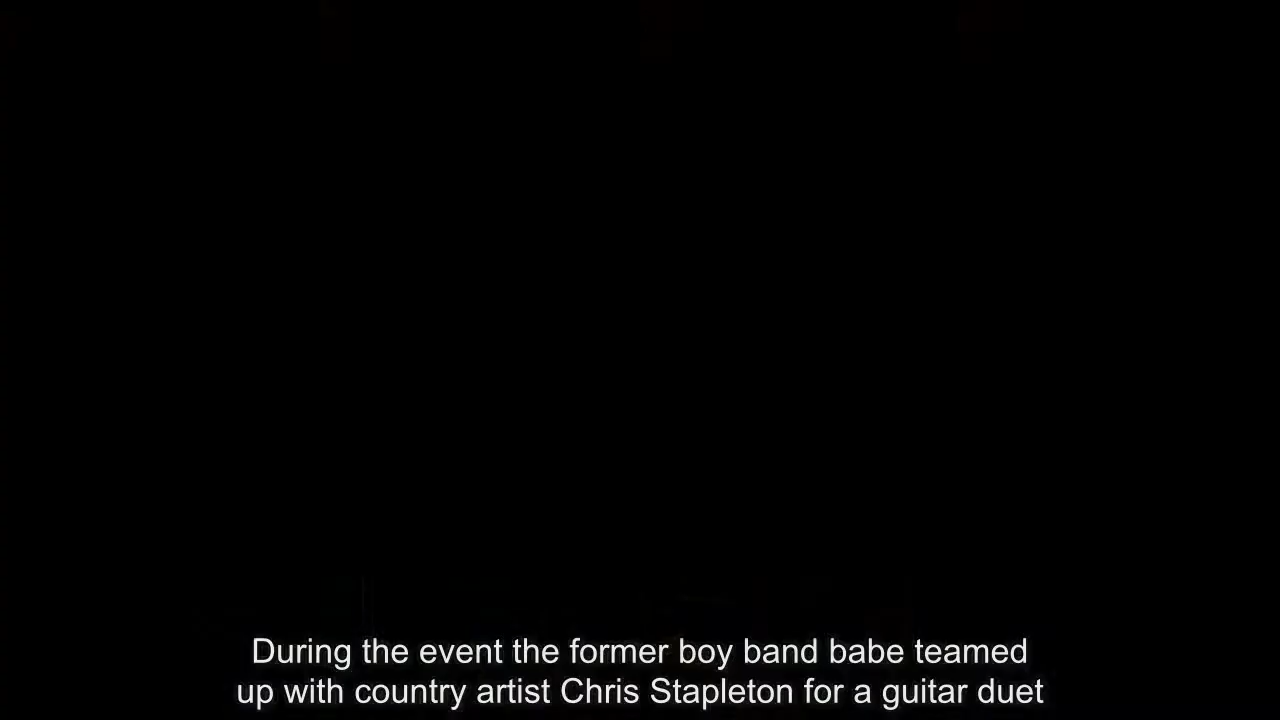 During the event the former boy band babe teamed
up with country artist Chris Stapleton for a guitar duet